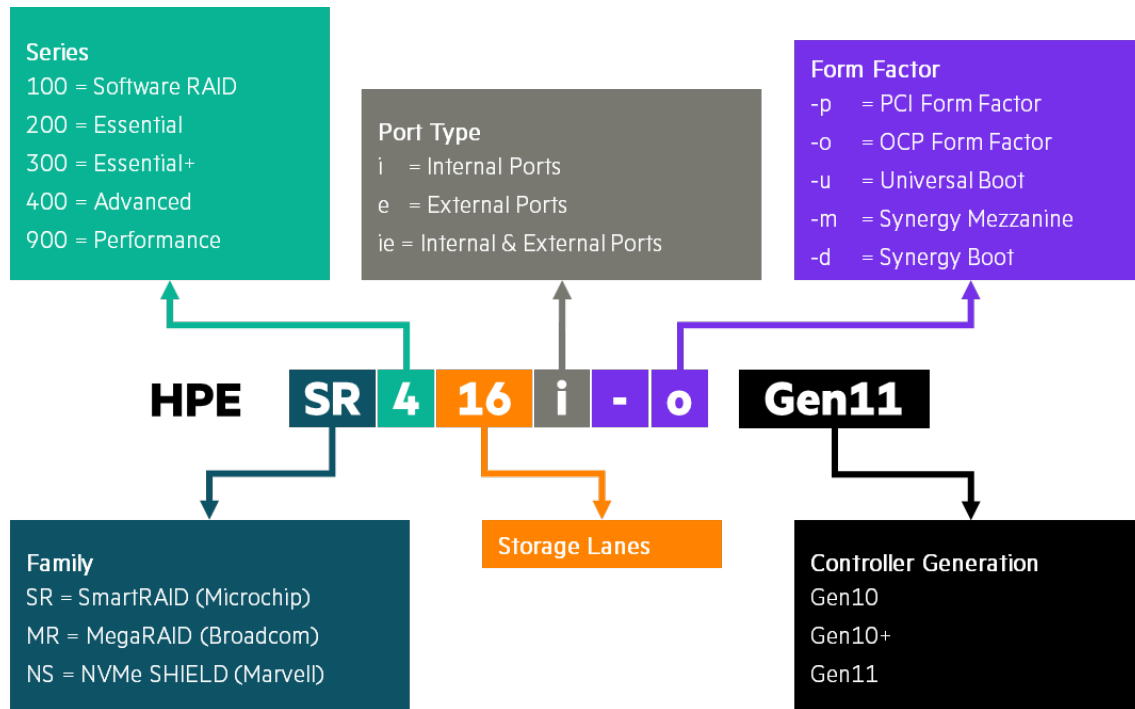 Series
100 = Software RAID
200 = Essential
300 = Essential+
400 = Advanced
900 = Performance
Port Type
i = Internal Ports
e = External Ports
ie = Internal & External Ports
Form Factor
-p = PCI Form Factor
-o = OCP Form Factor
-u = Universal Boot
-m = Synergy Mezzanine
-d = Synergy Boot
HPE SR 4 16 i - o Gen11
Family
SR = SmartRAID (Microchip)
MR = MegaRAID (Broadcom)
NS = NVMe SHIELD (Marvell)
Storage Lanes
Controller Generation
Gen10
Gen10+
Gen11